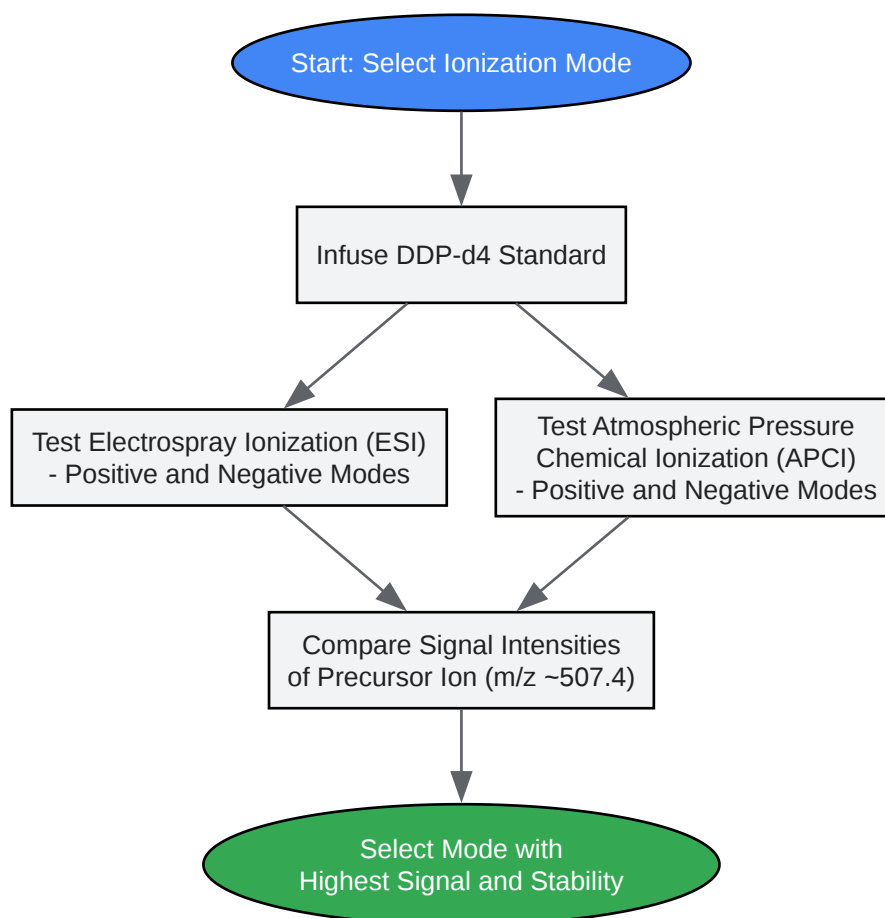 Start: Select Ionization Mode
Infuse DDP-d4 Standard
Test Electrospray Ionization (ESI)
- Positive and Negative Modes
Test Atmospheric Pressure
Chemical Ionization (APCI)
- Positive and Negative Modes
Compare Signal Intensities
of Precursor Ion (m/z ~507.4)
Select Mode with
Highest Signal and Stability